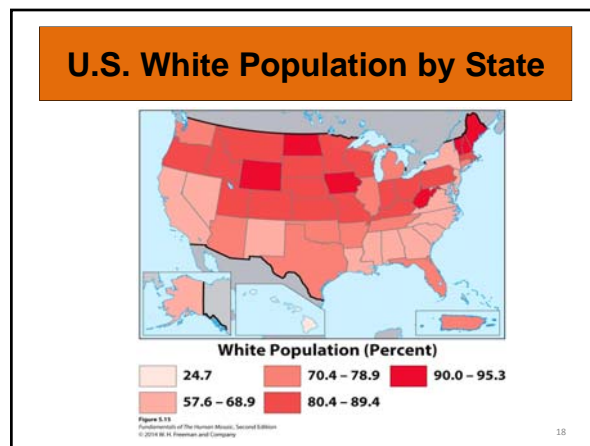 U.S. White Population by State
White Population (Percent)
24.7
70.4 – 78.9
90.0 – 95.3
57.6 – 68.9
80.4 – 89.4
Figure 5.15
Fundamentals of The Human Mosaic, Second Edition
© 2014 W. H. Freeman and Company
18